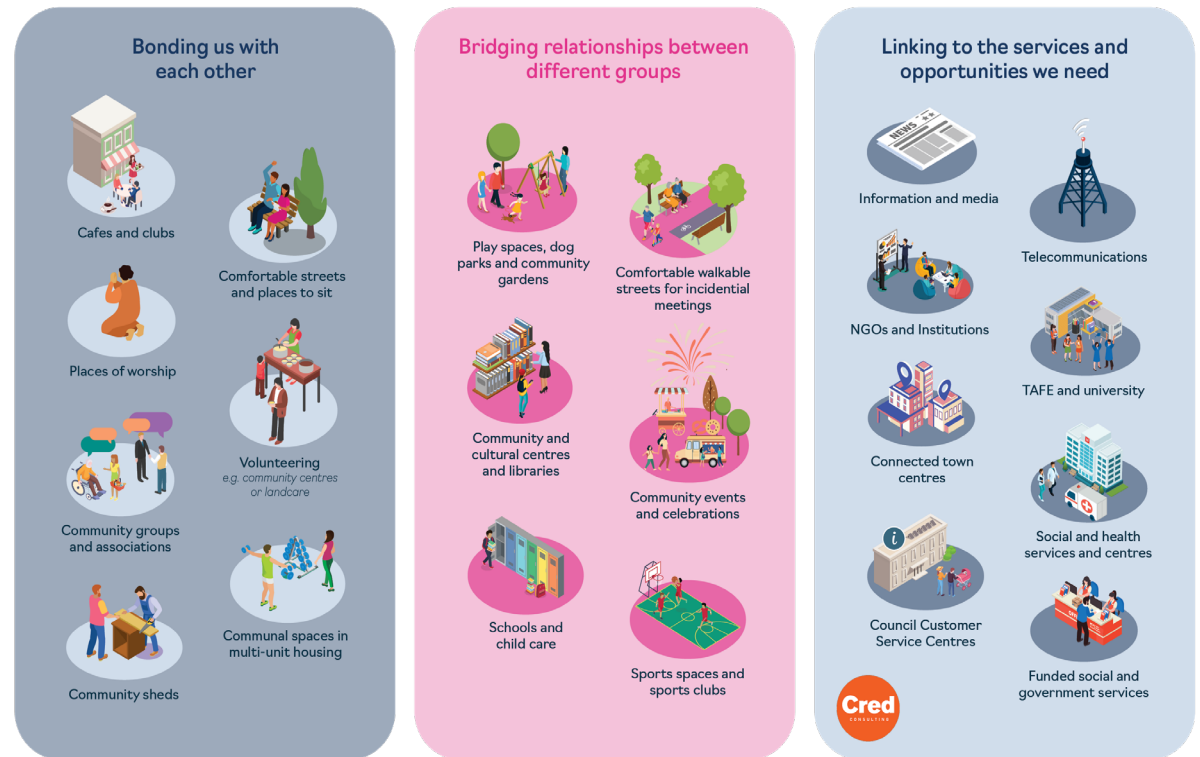 Bonding us with
each other
Cafes and clubs
Comfortable streets
and places to sit
Places of worship
Volunteering
e.g. community centres
or landcare
Community groups
and associations
Communal spaces in
multi-unit housing
Community sheds
Bridging relationships between
different groups
Play spaces, dog
parks and community
gardens
Comfortable walkable
streets for incidential
meetings
Community and
cultural centres
and libraries
Community events
and celebrations
Schools and
child care
Sports spaces and
sports clubs
Linking to the services and
opportunities we need
NEWS
Information and media
Telecommunications
NGOs and Institutions
TAFE and university
Connected town
centres
Social and health
services and centres
i
Council Customer
Service Centres
Funded social and
government services
Cred
CONSULTING